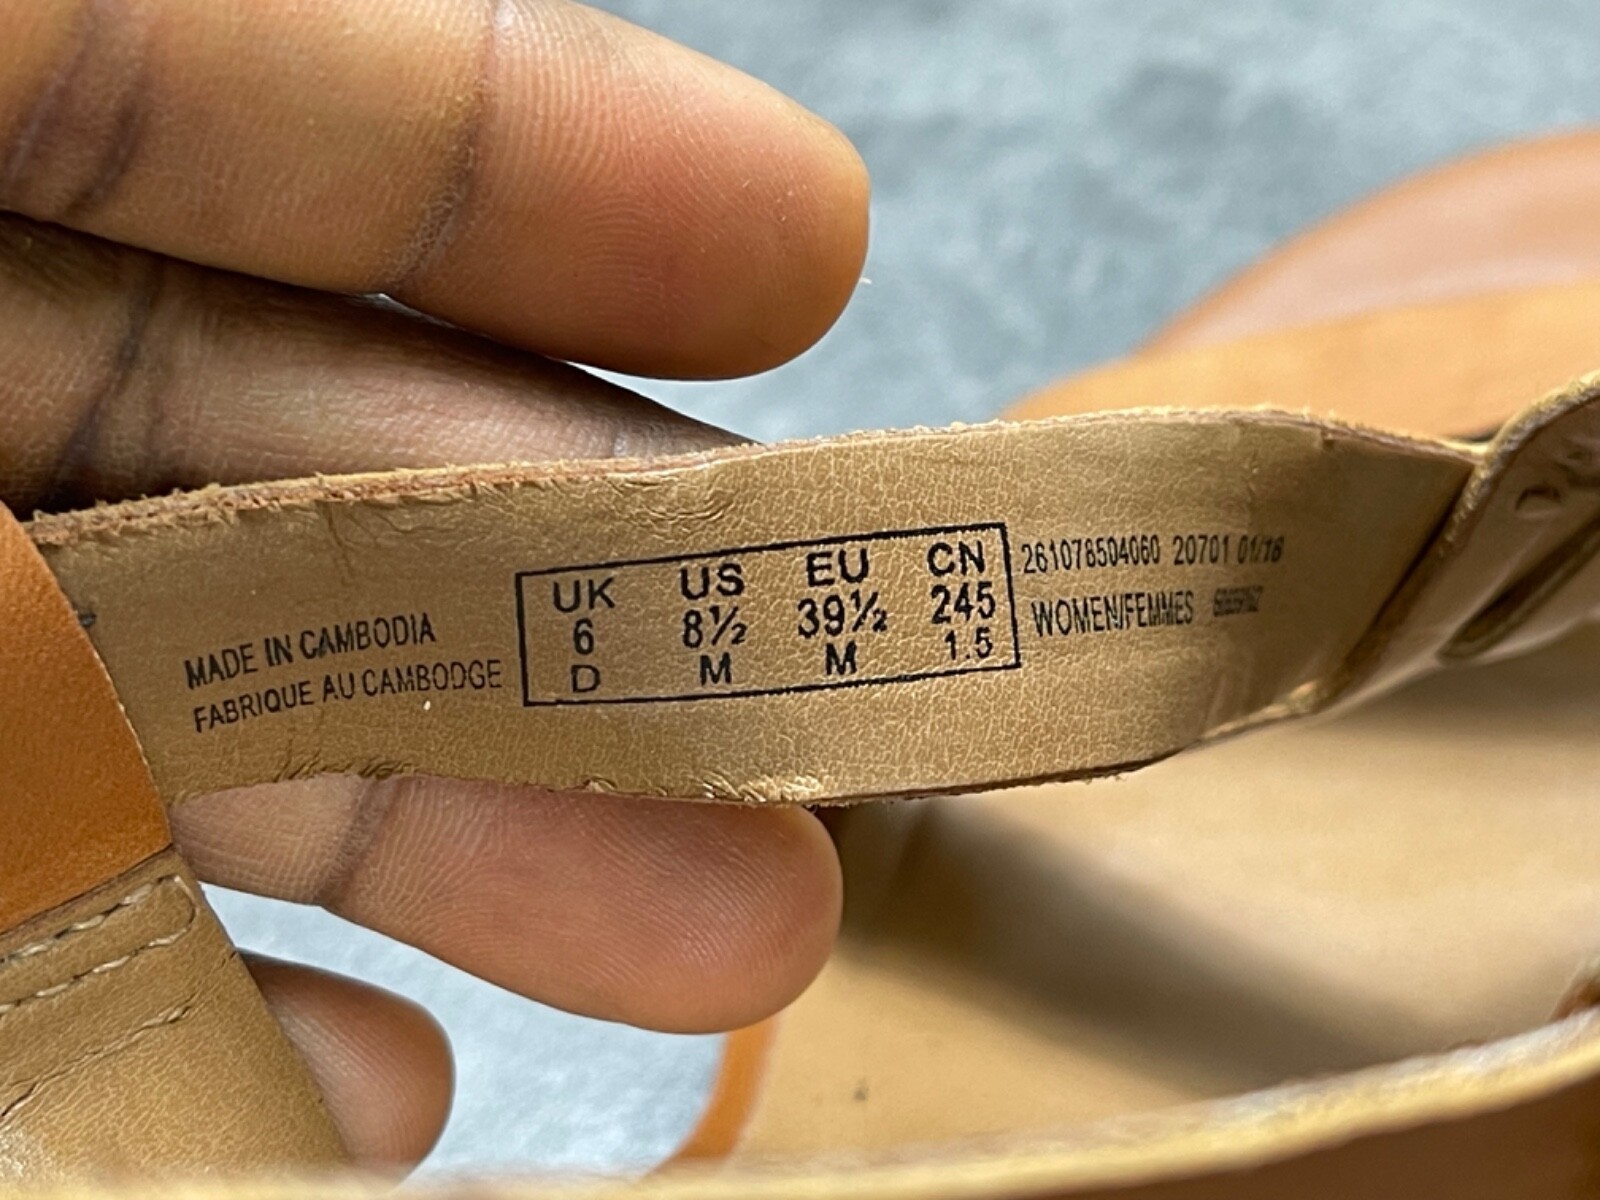 MADE IN CAMBODIA
FABRIQUE AU CAMBODGE
UK US EU CN
6 8½ 39½ 245
D M M 1.5
261078504060 20701 01/16
WOMEN/FEMMES